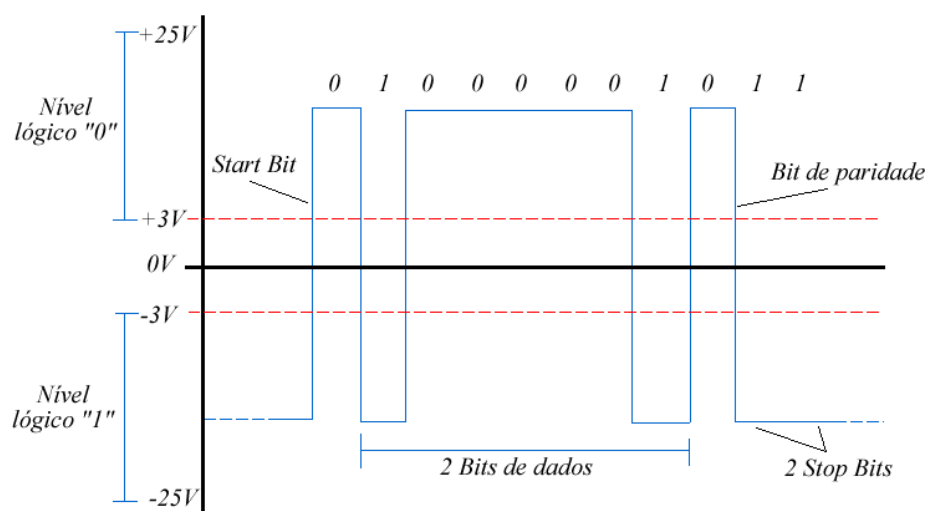 +25V
0 1 0 0 0 0 0 1 0 1 1
Nível
lógico "0"
Start Bit
Bit de paridade
+3V
0V
-3V
Nível
lógico "1"
2 Bits de dados
2 Stop Bits
-25V